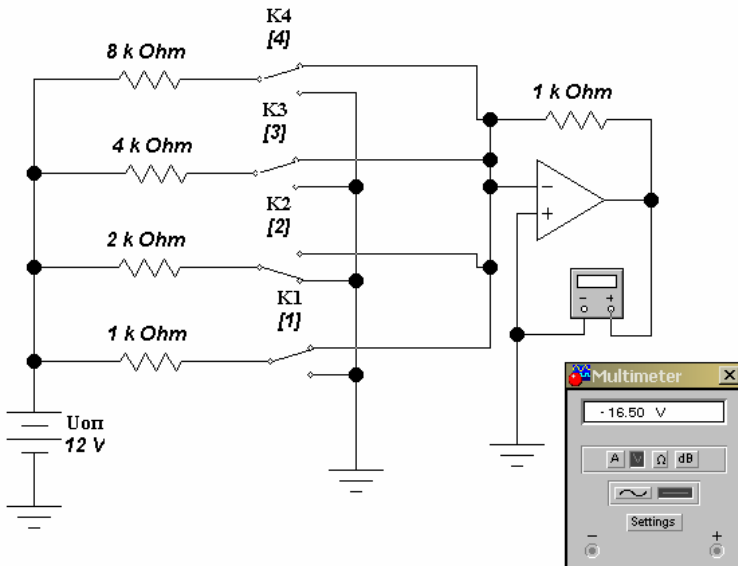 K4
[4]
8 k Ohm
K3
[3]
1 k Ohm
4 k Ohm
K2
[2]
2 k Ohm
K1
[1]
1 k Ohm
Uоп
12 V
Multimeter
-16.50 V
A V Ω dB
Settings